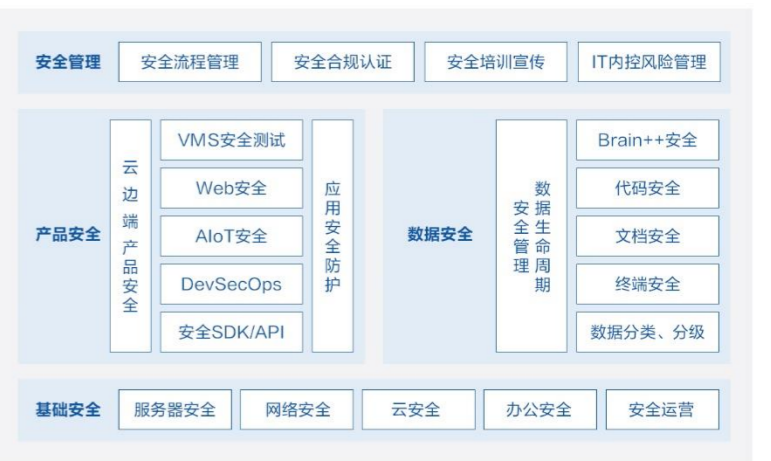 安全管理
安全流程管理
安全合规认证
安全培训宣传
IT内控风险管理
产品安全
云边端产品安全
VMS安全测试
Web安全
AIoT安全
DevSecOps
安全SDK/API
应用安全防护
数据安全
数据生命周期
安全管理
Brain++安全
代码安全
文档安全
终端安全
数据分类、分级
基础安全
服务器安全
网络安全
云安全
办公安全
安全运营